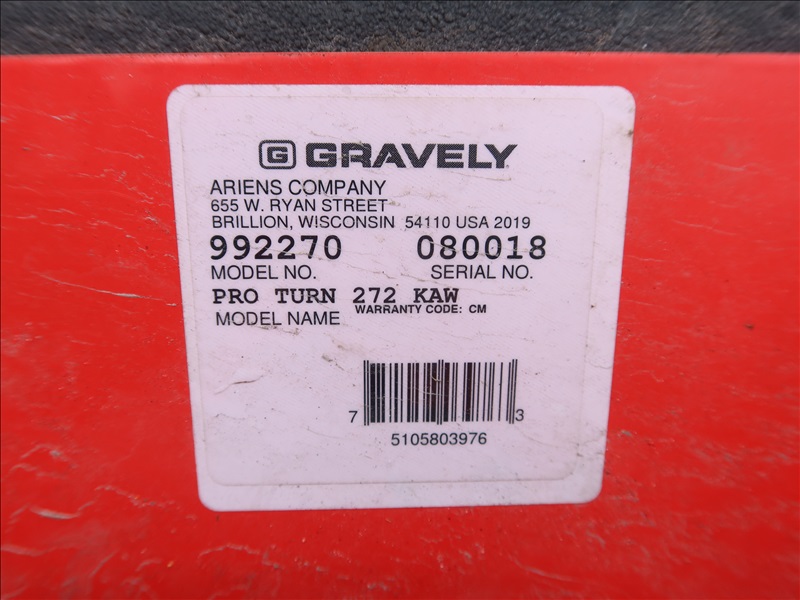 G GRAVELY
ARIENS COMPANY
655 W. RYAN STREET
BRILLION, WISCONSIN 54110 USA 2019
992270 080018
MODEL NO. SERIAL NO.
PRO TURN 272 KAW
WARRANTY CODE: CM
MODEL NAME
7 3
5105803976